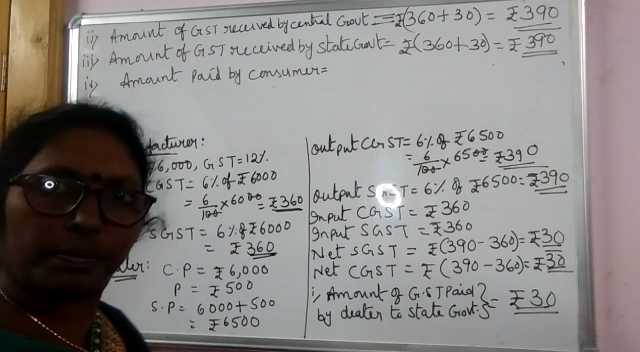 ii) Amount of GST received by central Govt = ₹(360+30) = ₹390
iii) Amount of GST received by state Govt = ₹(360+30) = ₹390
iv) Amount Paid by Consumer=
facturer:
₹6,000, GST=12%
CGST = 6% of ₹6000
= 6/100 × 6000 = ₹360
SGST = 6% of ₹6000
= ₹360
ler: C.P = ₹6,000
P = ₹500
S.P = 6000+500
= ₹6500
output CGST = 6% of ₹6500
= 6/100 × 6500 = ₹390
output SGST = 6% of ₹6500 = ₹390
Input CGST = ₹360
Input SGST = ₹360
Net SGST = ₹(390-360) = ₹30
Net CGST = ₹(390-360) = ₹30
i, Amount of G.ST Paid } = ₹30
by dealer to State Govt.